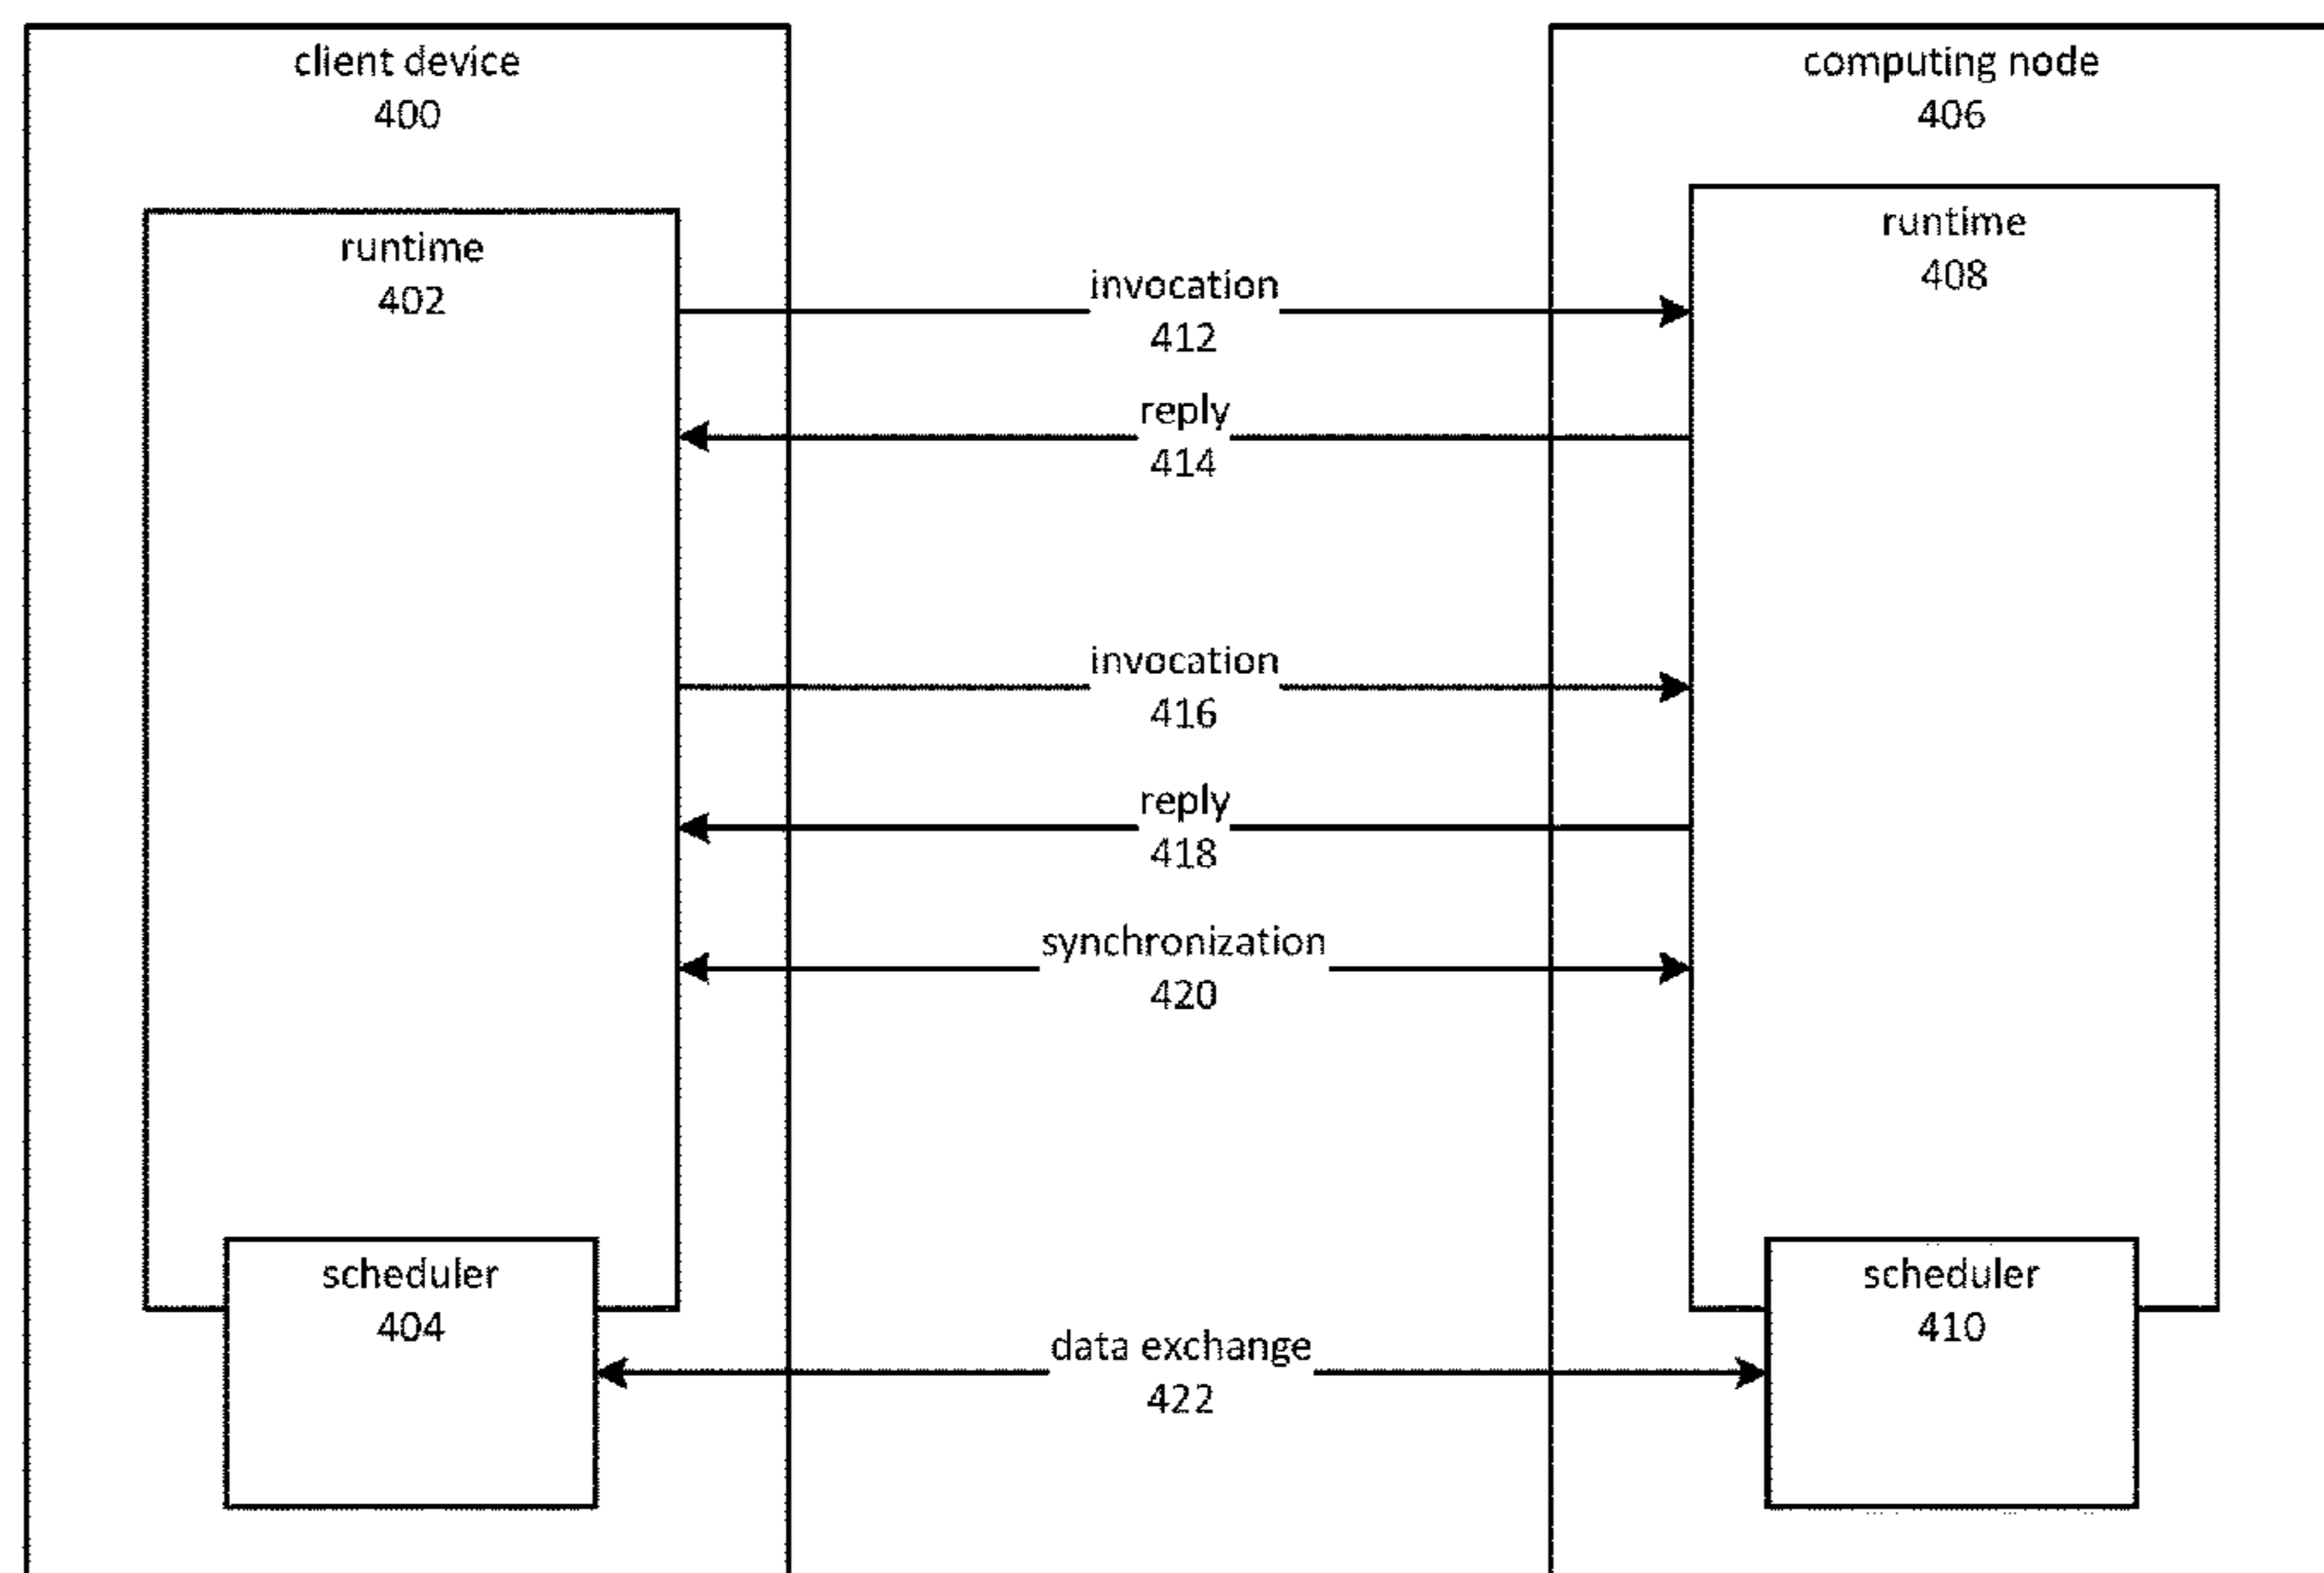 client device
400
computing node
406
runtime
402
runtime
408
invocation
412
reply
414
invocation
416
reply
418
synchronization
420
scheduler
404
scheduler
410
data exchange
422